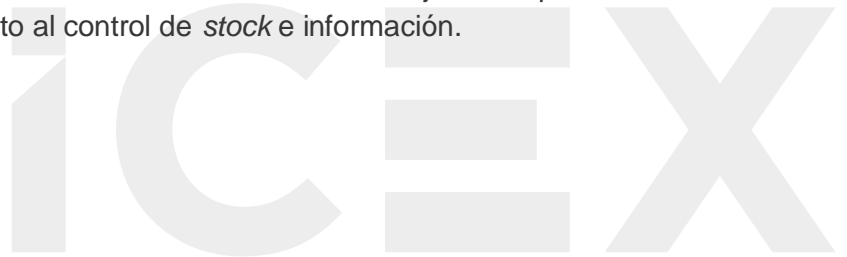 to al control de stock e información.
iCEX